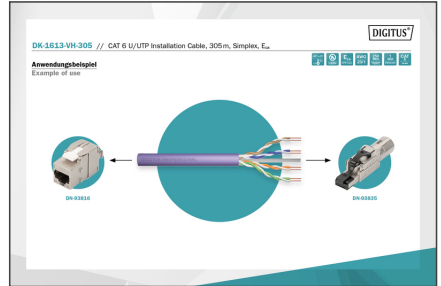 DIGITUS®
DK-1613-VH-305 // CAT 6 U/UTP Installation Cable, 305 m, Simplex, Eca
Anwendungsbeispiel
Example of use
DN-93816
DN-93835